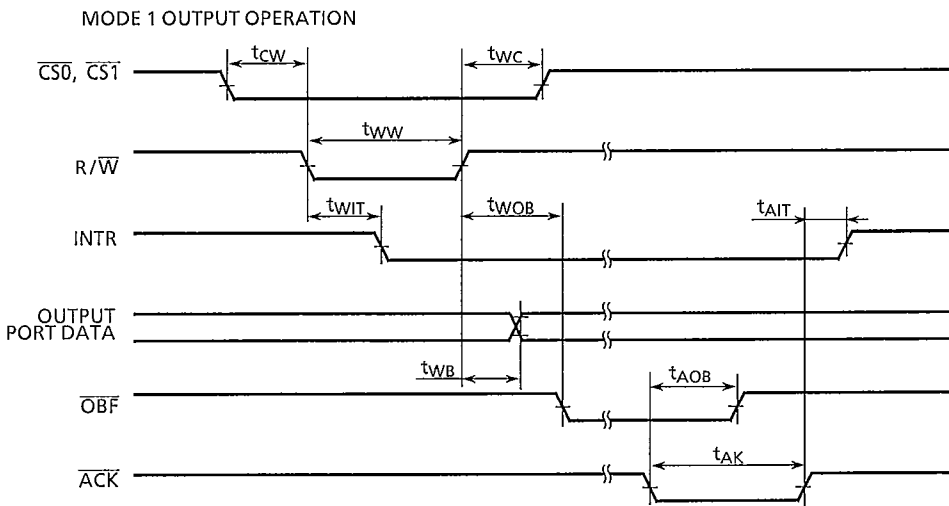 MODE 1 OUTPUT OPERATION
tCW
tWC
CS0, CS1
tWW
R/W
tWIT
tWOB
tAIT
INTR
OUTPUT
PORT DATA
tWB
tAOB
OBF
tAK
ACK